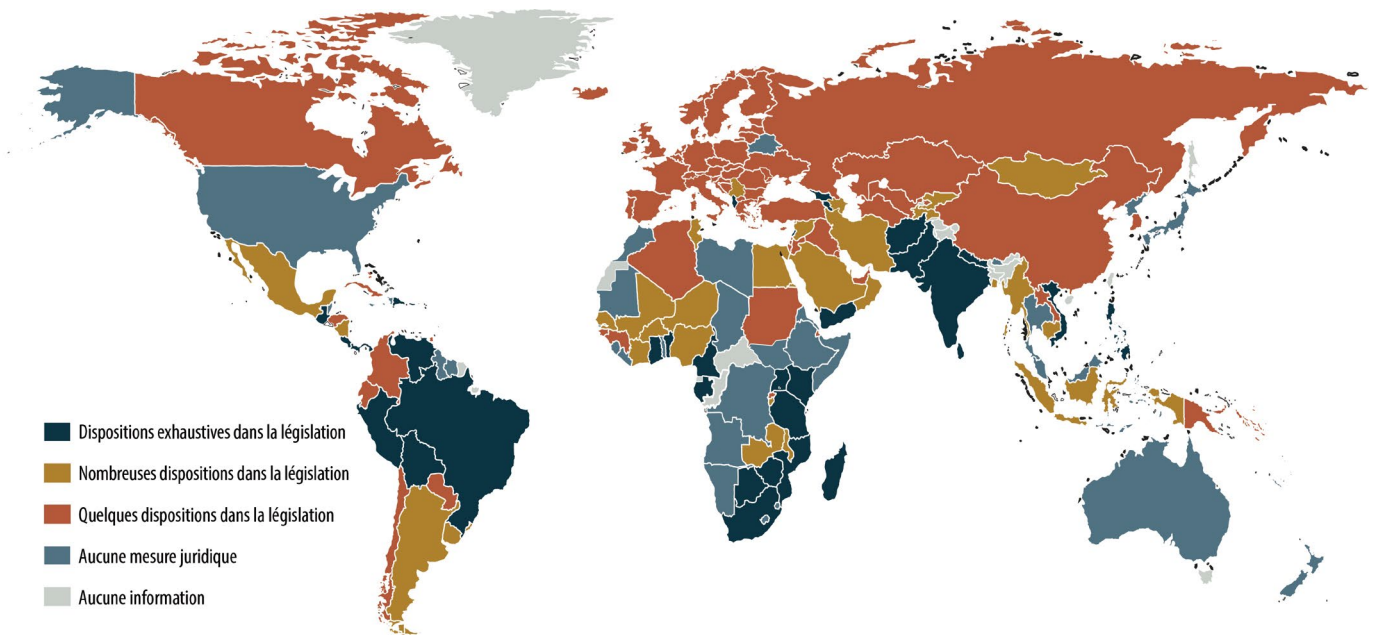 Dispositions exhaustives dans la législation
Nombreuses dispositions dans la législation
Quelques dispositions dans la législation
Aucune mesure juridique
Aucune information